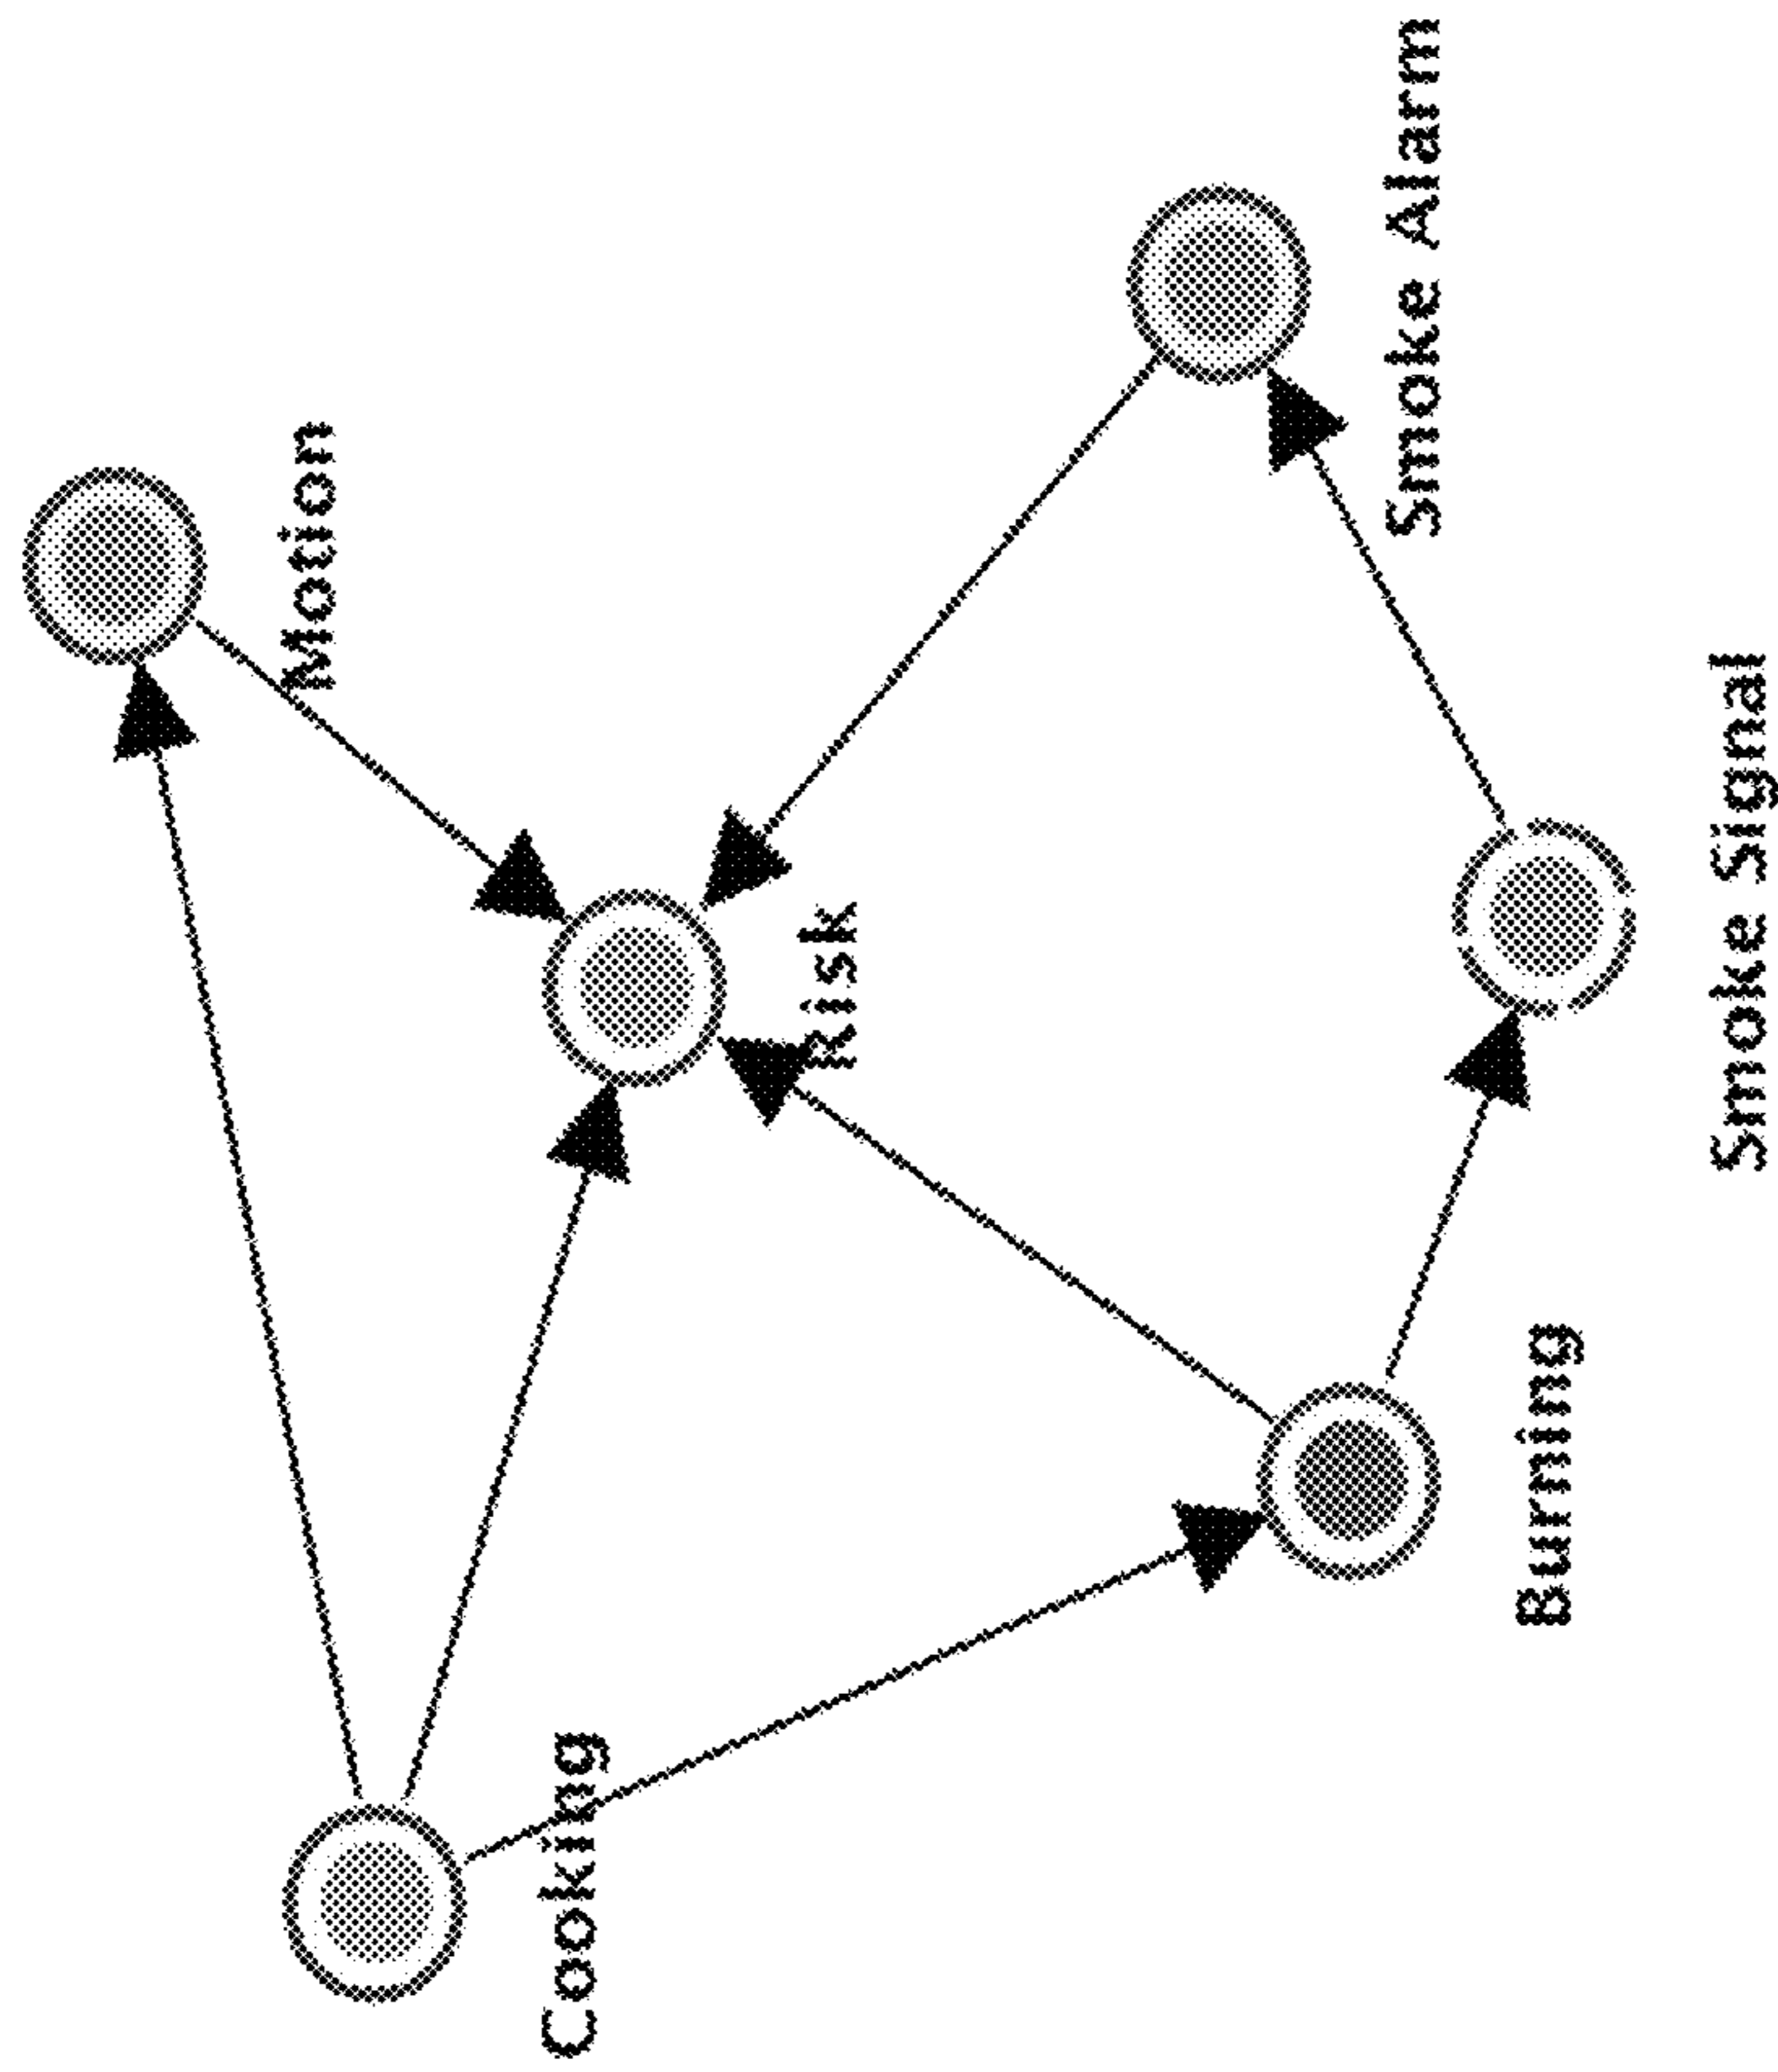 Motion
Risk
Cooking
Smoke Alarm
Burning
Smoke Signal